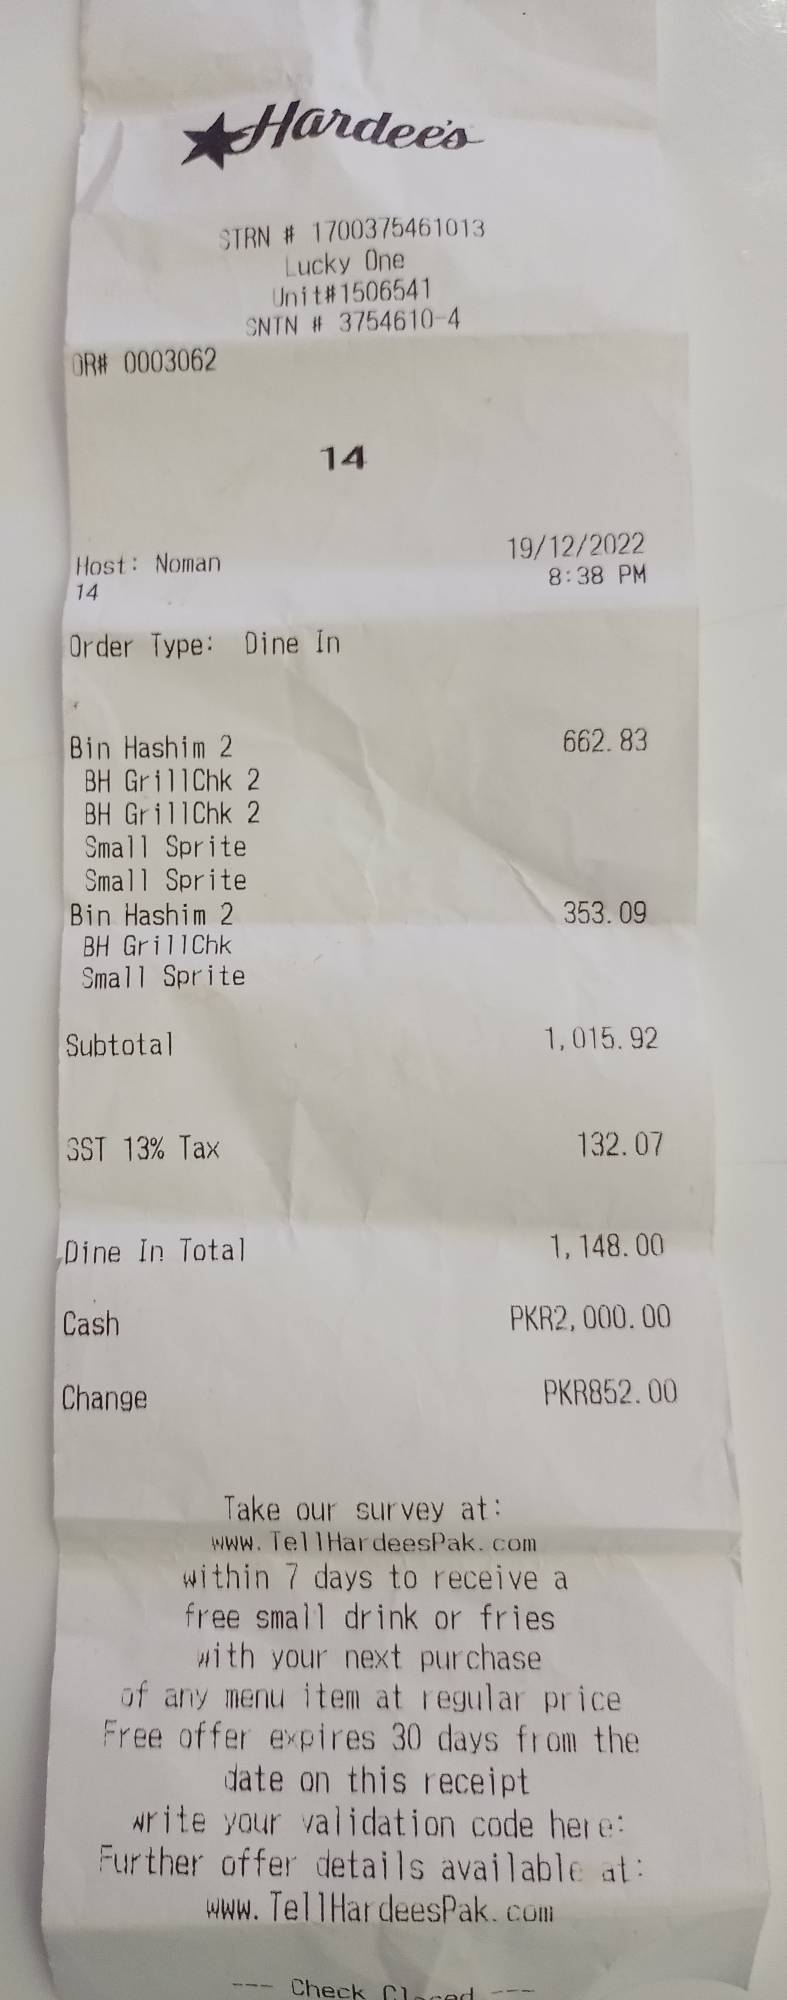 Hardee's
STRN # 1700375461013
Lucky One
Unit#1506541
SNTN # 3754610-4
OR# 0003062
14
Host: Noman 19/12/2022
14 8:38 PM
Order Type: Dine In
Bin Hashim 2 662.83
BH GrillChk 2
BH GrillChk 2
Small Sprite
Small Sprite
Bin Hashim 2 353.09
BH GrillChk
Small Sprite
Subtotal 1,015.92
SST 13% Tax 132.07
Dine In Total 1,148.00
Cash PKR2,000.00
Change PKR852.00
Take our survey at:
www.TellHardeesPak.com
within 7 days to receive a
free small drink or fries
with your next purchase
of any menu item at regular price
Free offer expires 30 days from the
date on this receipt
write your validation code here:
Further offer details available at:
www.TellHardeesPak.com
--- Check Closed ---